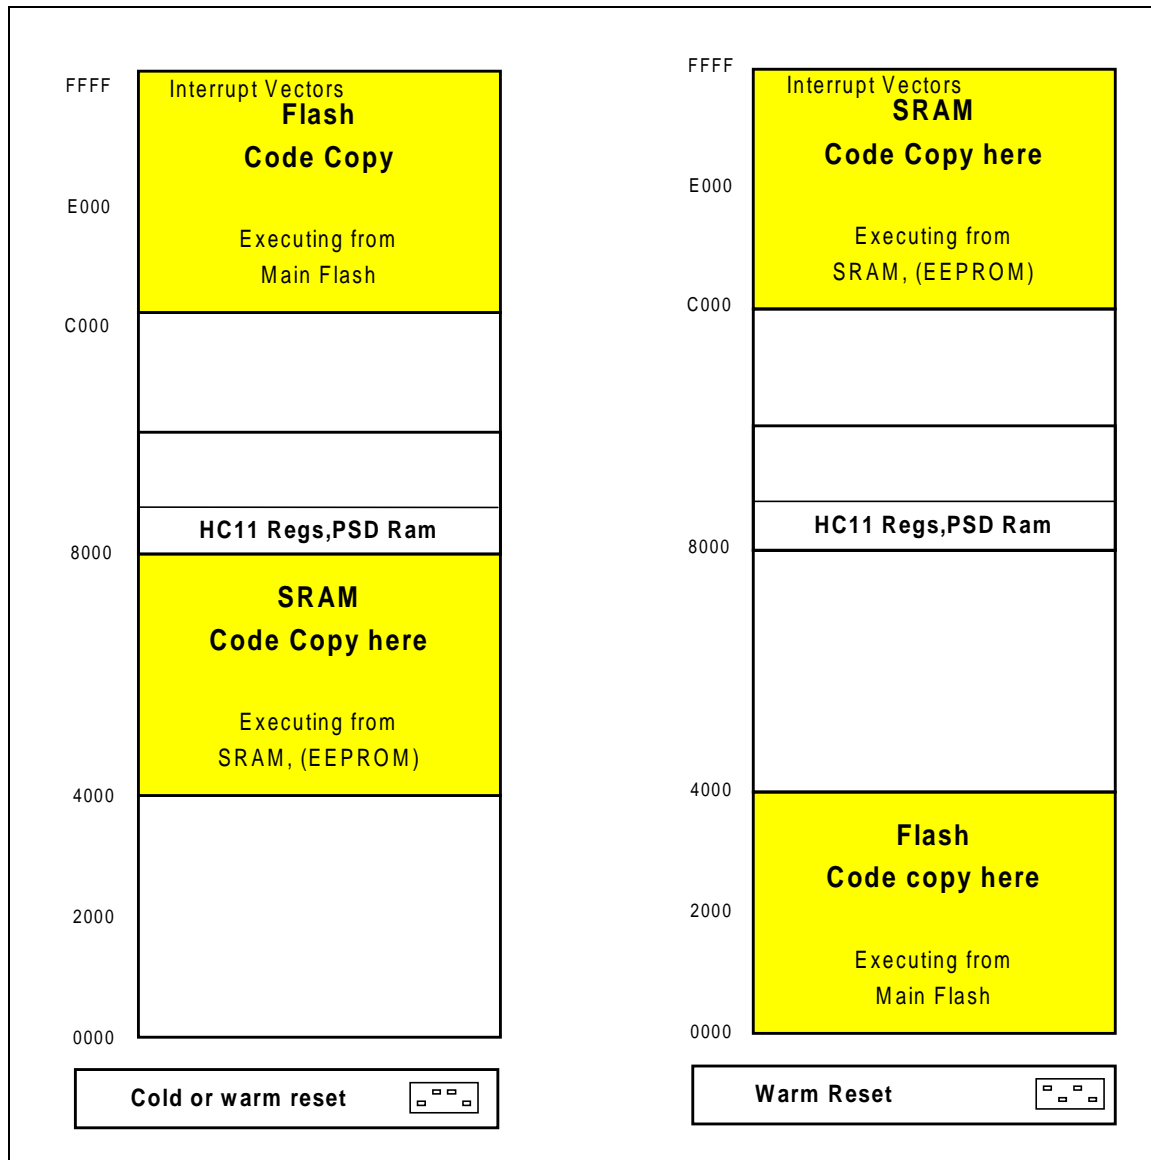 FFFF
Interrupt Vectors
Flash
Code Copy
E000
Executing from
Main Flash
C000
HC11 Regs,PSD Ram
8000
SRAM
Code Copy here
Executing from
SRAM, (EEPROM)
4000
2000
0000
Cold or warm reset
FFFF
Interrupt Vectors
SRAM
Code Copy here
E000
Executing from
SRAM, (EEPROM)
C000
HC11 Regs,PSD Ram
8000
4000
Flash
Code copy here
2000
Executing from
Main Flash
0000
Warm Reset